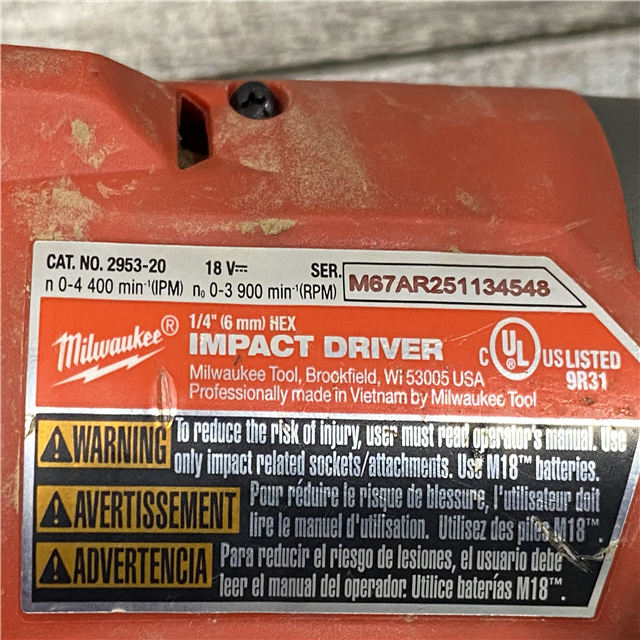 CAT. NO. 2953-20 18 V⎓ SER. M67AR251134548
n 0-4 400 min⁻¹(IPM) n₀ 0-3 900 min⁻¹(RPM)
Milwaukee®
1/4" (6 mm) HEX
IMPACT DRIVER
Milwaukee Tool, Brookfield, Wi 53005 USA
Professionally made in Vietnam by Milwaukee Tool
C UL® US LISTED
9R31
WARNING To reduce the risk of injury, user must read operator's manual. Use
only impact related sockets/attachments. Use M18™ batteries.
AVERTISSEMENT Pour réduire le risque de blessure, l'utilisateur doit
lire le manuel d'utilisation. Utilisez des piles M18™.
ADVERTENCIA Para reducir el riesgo de lesiones, el usuario debe
leer el manual del operador. Utilice baterías M18™.